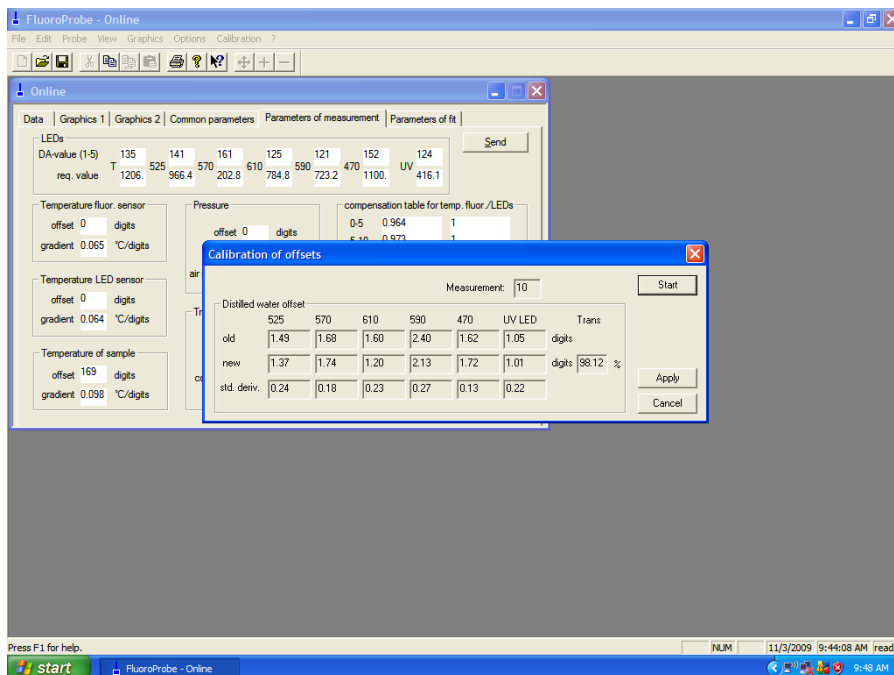 FluoroProbe - Online
File Edit Probe View Graphics Options Calibration ?
Online
Data Graphics 1 Graphics 2 Common parameters Parameters of measurement Parameters of fit
LEDs
Send
DA-value (1-5) 135 141 161 125 121 152 124
T 525 570 610 590 470 UV
req. value 1206. 966.4 202.8 784.8 723.2 1100. 416.1
Temperature fluor. sensor Pressure compensation table for temp. fluor./LEDs
offset 0 digits offset 0 digits 0-5 0.964 1
gradient 0.065 °C/digits 5-10 0.973 1
Calibration of offsets
air
Measurement: 10 Start
Temperature LED sensor
offset 0 digits
gradient 0.064 °C/digits
Distilled water offset
525 570 610 590 470 UV LED Trans
old 1.49 1.68 1.60 2.40 1.62 1.05 digits
new 1.37 1.74 1.20 2.13 1.72 1.01 digits 98.12 %
std. deriv. 0.24 0.18 0.23 0.27 0.13 0.22
Temperature of sample
offset 169 digits
gradient 0.098 °C/digits
Apply
Cancel
Press F1 for help. NUM 11/3/2009 9:44:08 AM read
start FluoroProbe - Online 9:48 AM